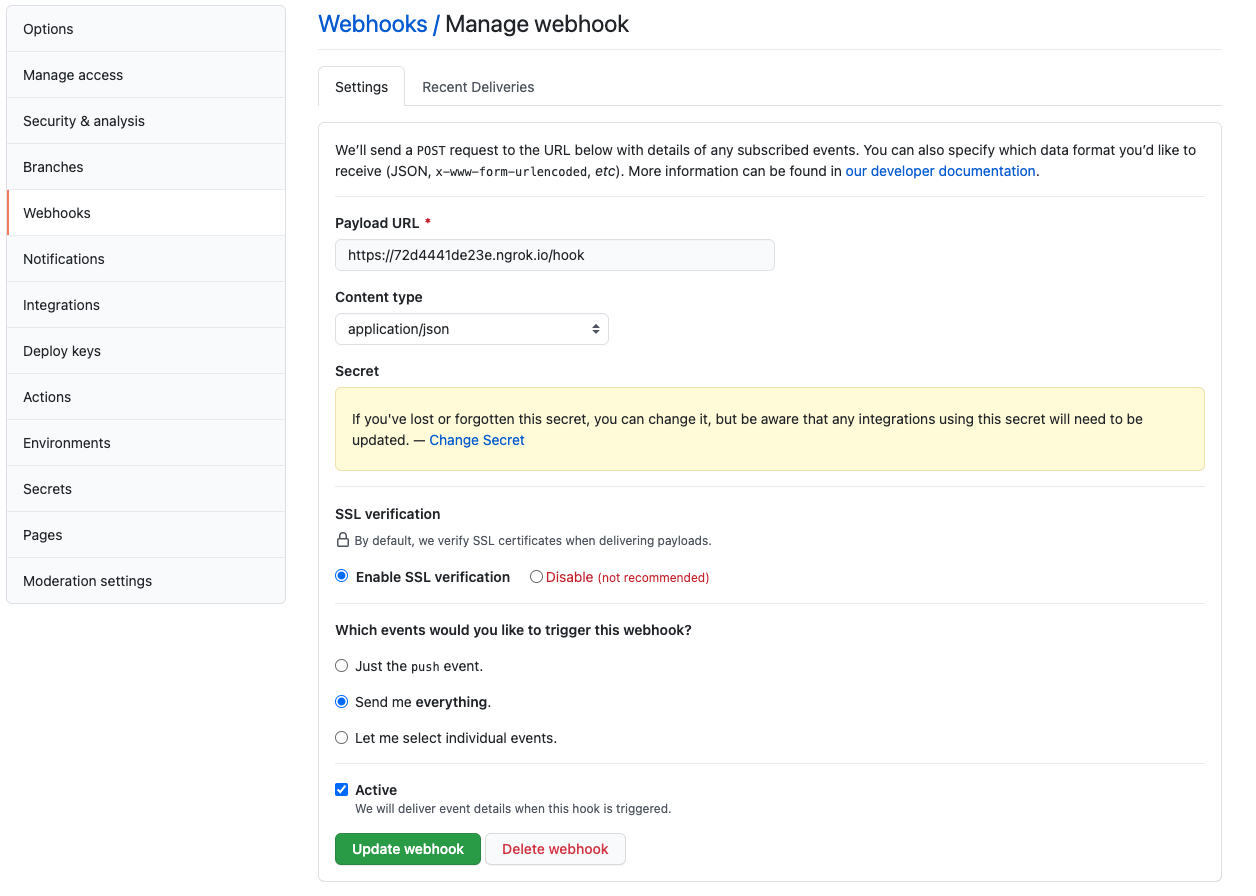 Options
Manage access
Security & analysis
Branches
Webhooks
Notifications
Integrations
Deploy keys
Actions
Environments
Secrets
Pages
Moderation settings
Webhooks / Manage webhook
Settings
Recent Deliveries
We’ll send a POST request to the URL below with details of any subscribed events. You can also specify which data format you’d like to
receive (JSON, x-www-form-urlencoded, etc). More information can be found in our developer documentation.
Payload URL *
https://72d4441de23e.ngrok.io/hook
Content type
application/json
Secret
If you've lost or forgotten this secret, you can change it, but be aware that any integrations using this secret will need to be
updated. — Change Secret
SSL verification
By default, we verify SSL certificates when delivering payloads.
Enable SSL verification
Disable (not recommended)
Which events would you like to trigger this webhook?
Just the push event.
Send me everything.
Let me select individual events.
Active
We will deliver event details when this hook is triggered.
Update webhook
Delete webhook